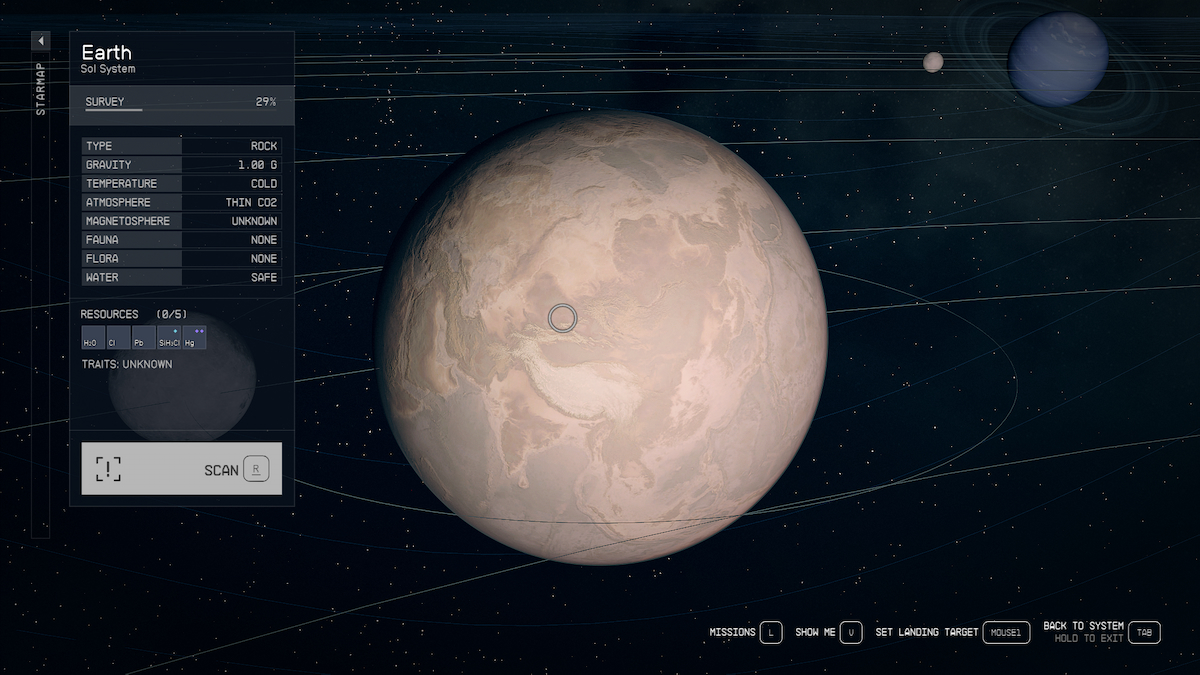 STARMAP
Earth
Sol System
SURVEY 29%
TYPE ROCK
GRAVITY 1.00 G
TEMPERATURE COLD
ATMOSPHERE THIN CO2
MAGNETOSPHERE UNKNOWN
FAUNA NONE
FLORA NONE
WATER SAFE
RESOURCES (0/5)
H₂O Cl Pb SiH₃Cl Hg
TRAITS: UNKNOWN
SCAN R
MISSIONS L SHOW ME V SET LANDING TARGET MOUSE1 BACK TO SYSTEM TAB
HOLD TO EXIT